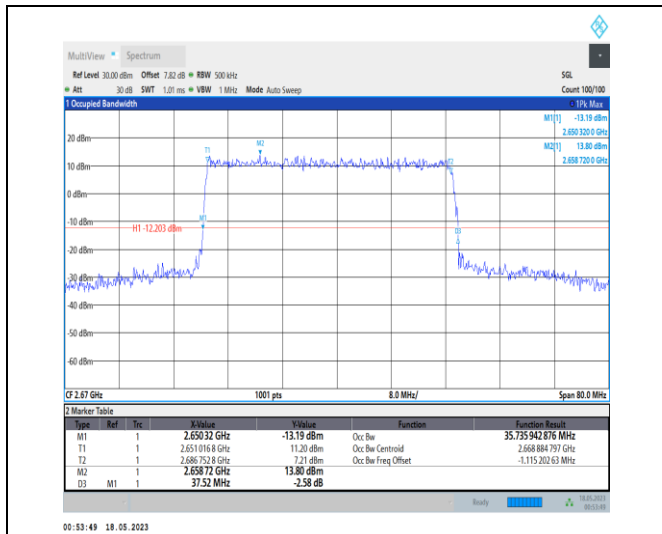 MultiView Spectrum
Ref Level 30.00 dBm Offset 7.82 dB RBW 500 kHz SGL
Att 30 dB SWT 1.01 ms VBW 1 MHz Mode Auto Sweep Count 100/100
1 Occupied Bandwidth 1Pk Max
M1[1] -13.19 dBm
2.650 320 0 GHz
M2[1] 13.80 dBm
2.658 720 0 GHz
20 dBm
T1 M2
T2
10 dBm
0 dBm
M1
-10 dBm
H1 -12.203 dBm
D3
-20 dBm
-30 dBm
-40 dBm
-50 dBm
-60 dBm
CF 2.67 GHz 1001 pts 8.0 MHz/ Span 80.0 MHz
2 Marker Table
Type Ref Trc X-Value Y-Value Function Function Result
M1 1 2.65032 GHz -13.19 dBm Occ Bw 35.735 942 876 MHz
T1 1 2.651 016 8 GHz 11.20 dBm Occ Bw Centroid 2.668 884 797 GHz
T2 1 2.686 752 8 GHz 7.21 dBm Occ Bw Freq Offset -1.115 202 63 MHz
M2 1 2.65872 GHz 13.80 dBm
D3 M1 1 37.52 MHz -2.58 dB
Ready 18.05.2023
00:53:49
00:53:49 18.05.2023